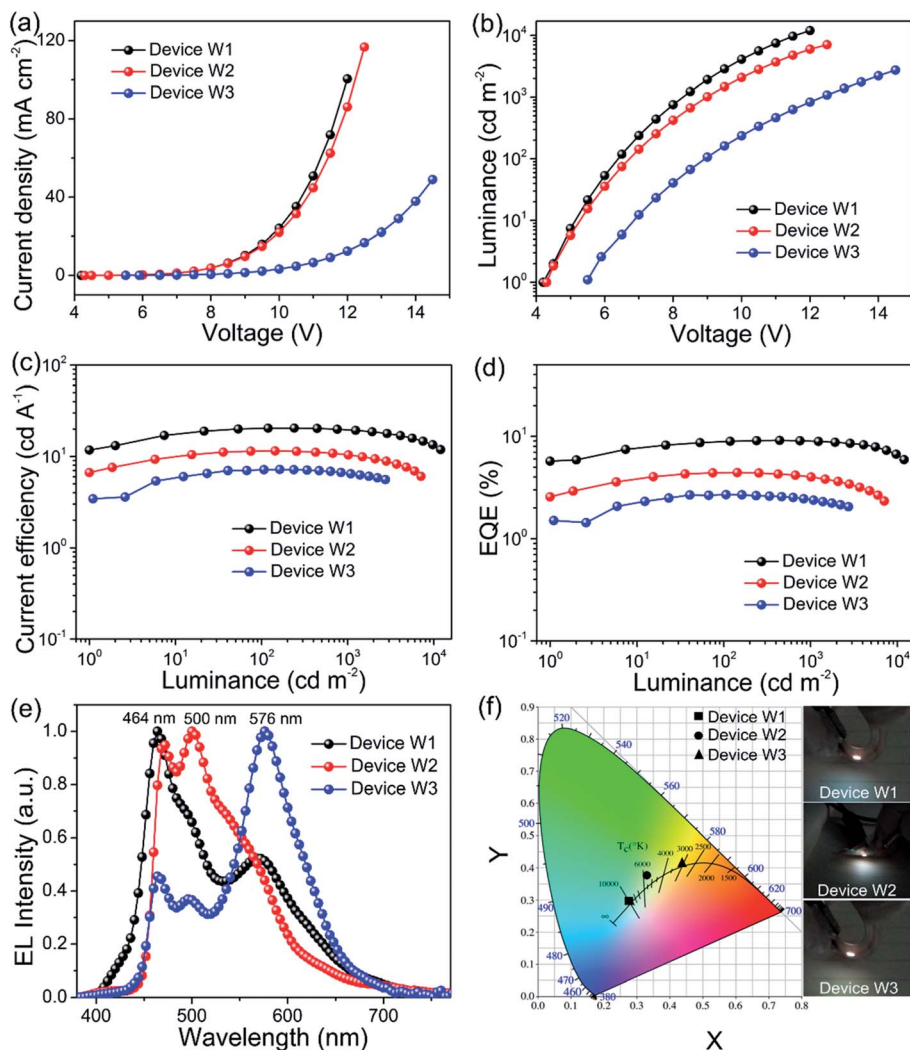 (a)
Device W1
Device W2
Device W3
Current density (mA cm⁻²)
120
80
40
0
4 6 8 10 12 14
Voltage (V)
(b)
Device W1
Device W2
Device W3
Luminance (cd m⁻²)
10⁴
10³
10²
10¹
10⁰
4 6 8 10 12 14
Voltage (V)
(c)
Device W1
Device W2
Device W3
Current efficiency (cd A⁻¹)
10²
10¹
10⁰
10⁻¹
10⁰ 10¹ 10² 10³ 10⁴
Luminance (cd m⁻²)
(d)
Device W1
Device W2
Device W3
EQE (%)
10²
10¹
10⁰
10⁻¹
10⁰ 10¹ 10² 10³ 10⁴
Luminance (cd m⁻²)
(e)
464 nm 500 nm 576 nm
Device W1
Device W2
Device W3
EL Intensity (a.u.)
1.0
0.8
0.6
0.4
0.2
0.0
400 500 600 700
Wavelength (nm)
(f)
Device W1
Device W2
Device W3
Y
0.9
0.8
0.7
0.6
0.5
0.4
0.3
0.2
0.1
0.0
0.0 0.1 0.2 0.3 0.4 0.5 0.6 0.7 0.8
X
520
540
560
580
600
620
700
500
490
480
470
460
380
T_C(°K)
10000
6000
4000
3000
2500
2000
1500
∞
Device W1
Device W2
Device W3